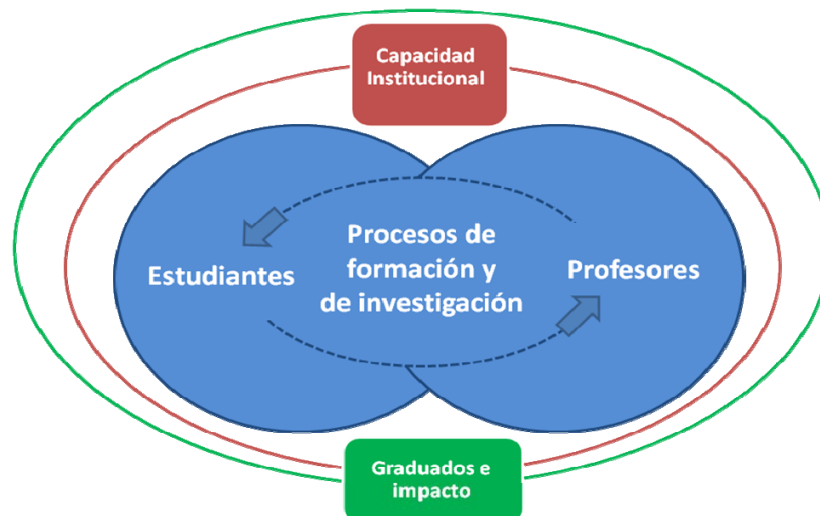 Capacidad
Institucional
Estudiantes
Procesos de
formación y
de investigación
Profesores
Graduados e
impacto